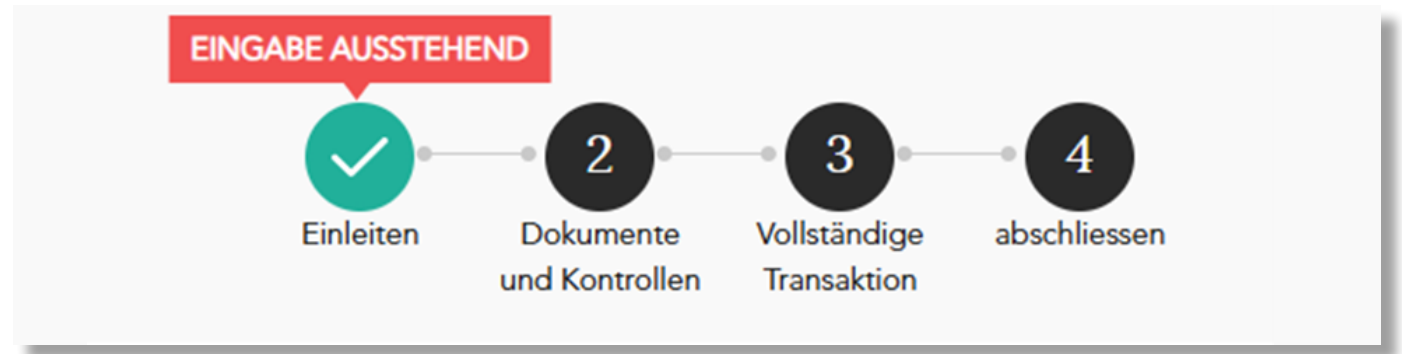 EINGABE AUSSTEHEND
2
3
4
Einleiten
Dokumente
und Kontrollen
Vollständige
Transaktion
abschliessen